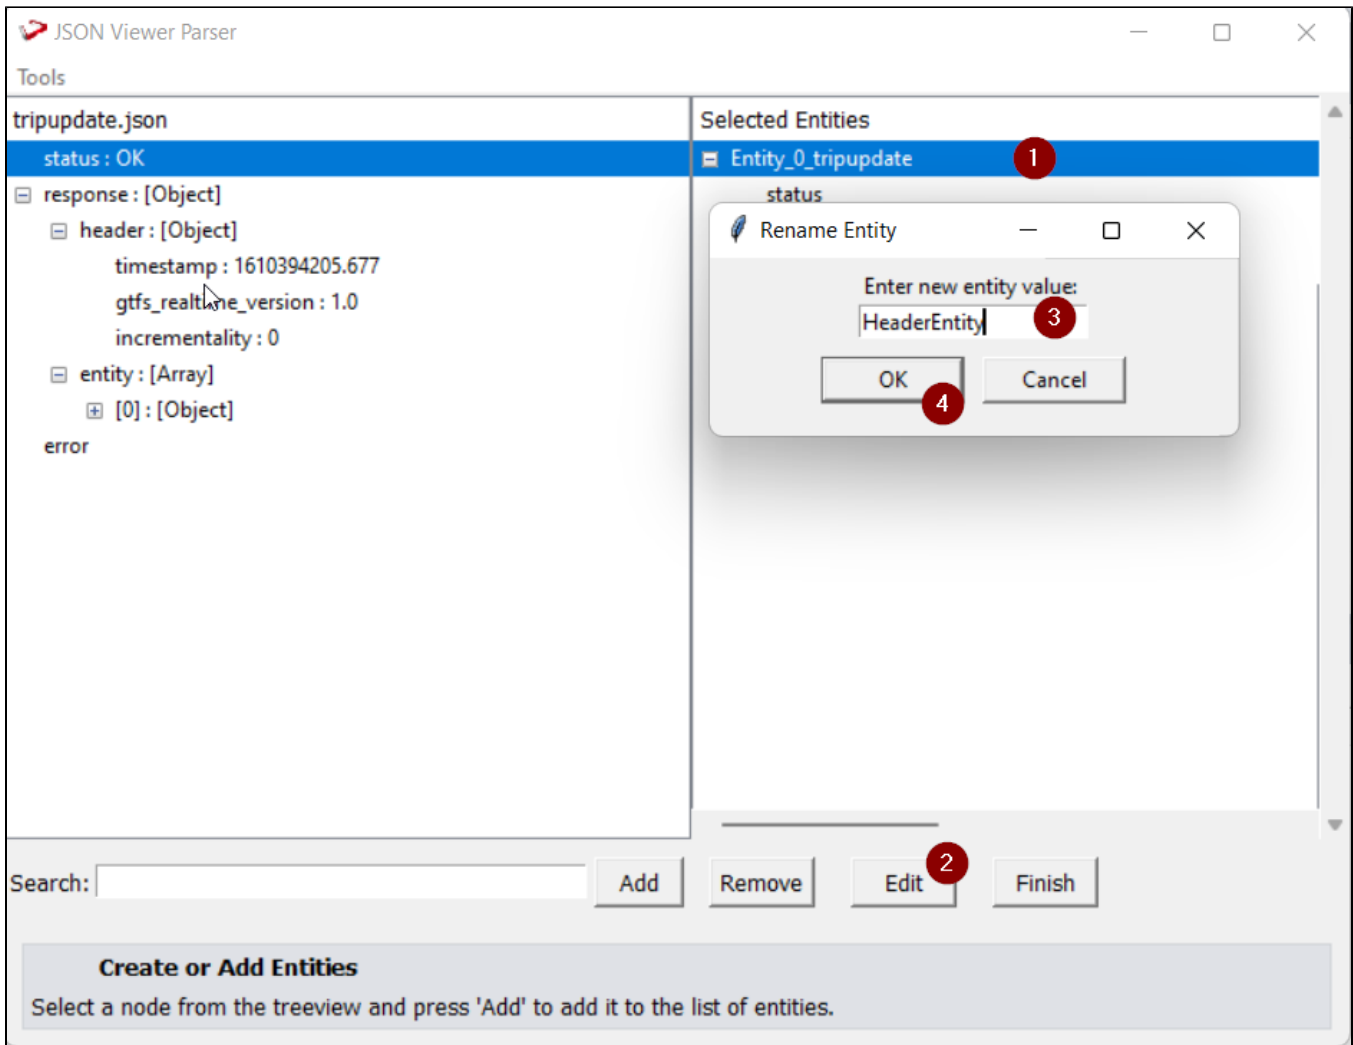 JSON Viewer Parser
Tools
tripupdate.json
status : OK
response : [Object]
header : [Object]
timestamp : 1610394205.677
gtfs_realtime_version : 1.0
incrementality : 0
entity : [Array]
[0] : [Object]
error
Selected Entities
Entity_0_tripupdate
1
status
Rename Entity
Enter new entity value:
HeaderEntity
3
OK
Cancel
4
Search:
Add
Remove
Edit
2
Finish
Create or Add Entities
Select a node from the treeview and press 'Add' to add it to the list of entities.